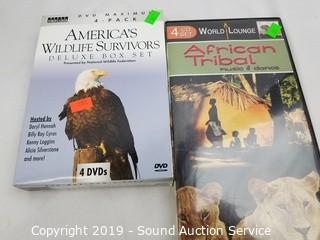 DVD MAXIMUM
4-PACK
AMERICA'S
WILDLIFE SURVIVORS
DELUXE BOX SET
Presented by National Wildlife Federation
Hosted by
Daryl Hannah
Billy Ray Cyrus
Kenny Loggins
Alicia Silverstone
and more!
4 DVDs
DVD
4
SET
WORLD LOUNGE
African
Tribal
music & dance
Copyright 2019 - Sound Auction Service